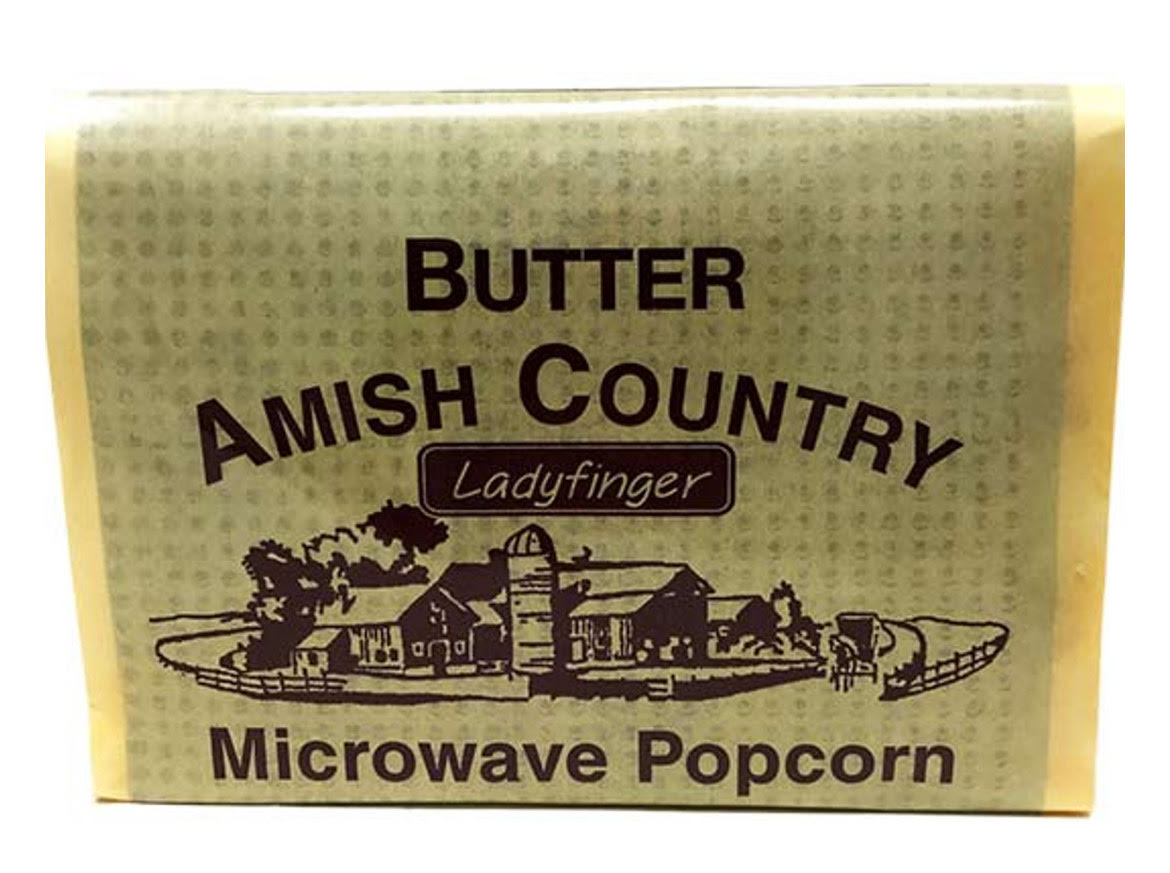 BUTTER
AMISH COUNTRY
Ladyfinger
Microwave Popcorn